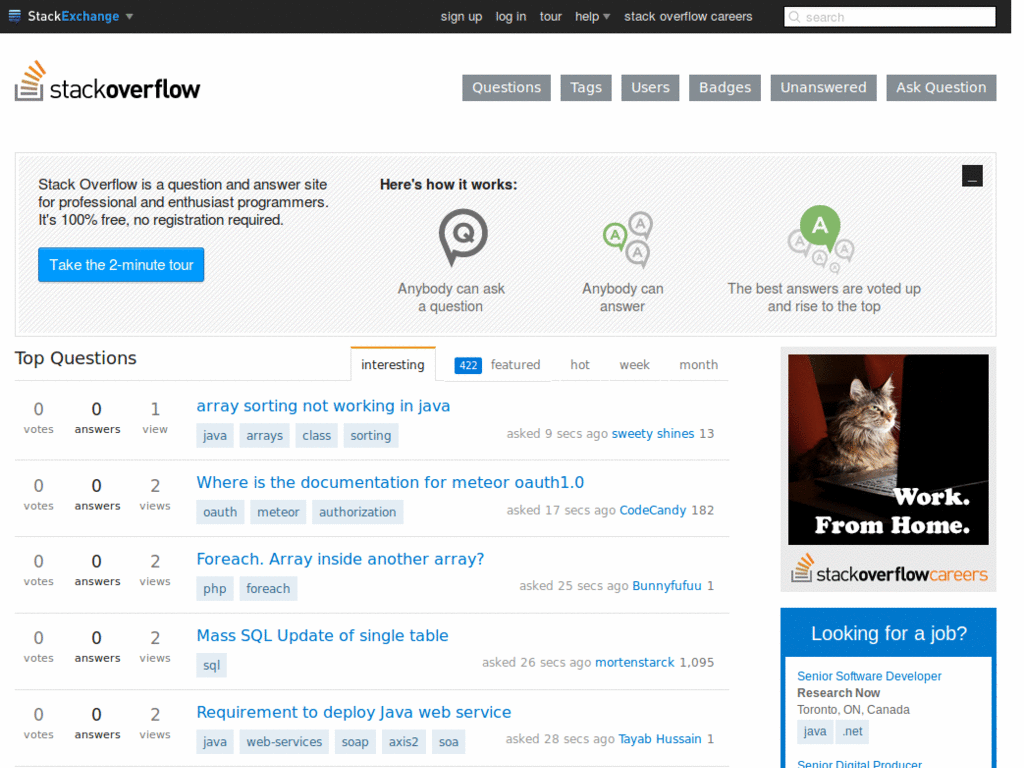 StackExchange
sign up log in tour help stack overflow careers
search
stackoverflow
Questions Tags Users Badges Unanswered Ask Question
Stack Overflow is a question and answer site
for professional and enthusiast programmers.
It's 100% free, no registration required.
Take the 2-minute tour
Here's how it works:
_
Q
Anybody can ask
a question
A A A
Anybody can
answer
A A A A A
The best answers are voted up
and rise to the top
Top Questions
interesting 422 featured hot week month
0 0 1
votes answers view
array sorting not working in java
java arrays class sorting
asked 9 secs ago sweety shines 13
0 0 2
votes answers views
Where is the documentation for meteor oauth1.0
oauth meteor authorization
asked 17 secs ago CodeCandy 182
0 0 2
votes answers views
Foreach. Array inside another array?
php foreach
asked 25 secs ago Bunnyfufuu 1
0 0 2
votes answers views
Mass SQL Update of single table
sql
asked 26 secs ago mortenstarck 1,095
0 0 2
votes answers views
Requirement to deploy Java web service
java web-services soap axis2 soa
asked 28 secs ago Tayab Hussain 1
Work.
From Home.
stackoverflowcareers
Looking for a job?
Senior Software Developer
Research Now
Toronto, ON, Canada
java .net
Senior Digital Producer